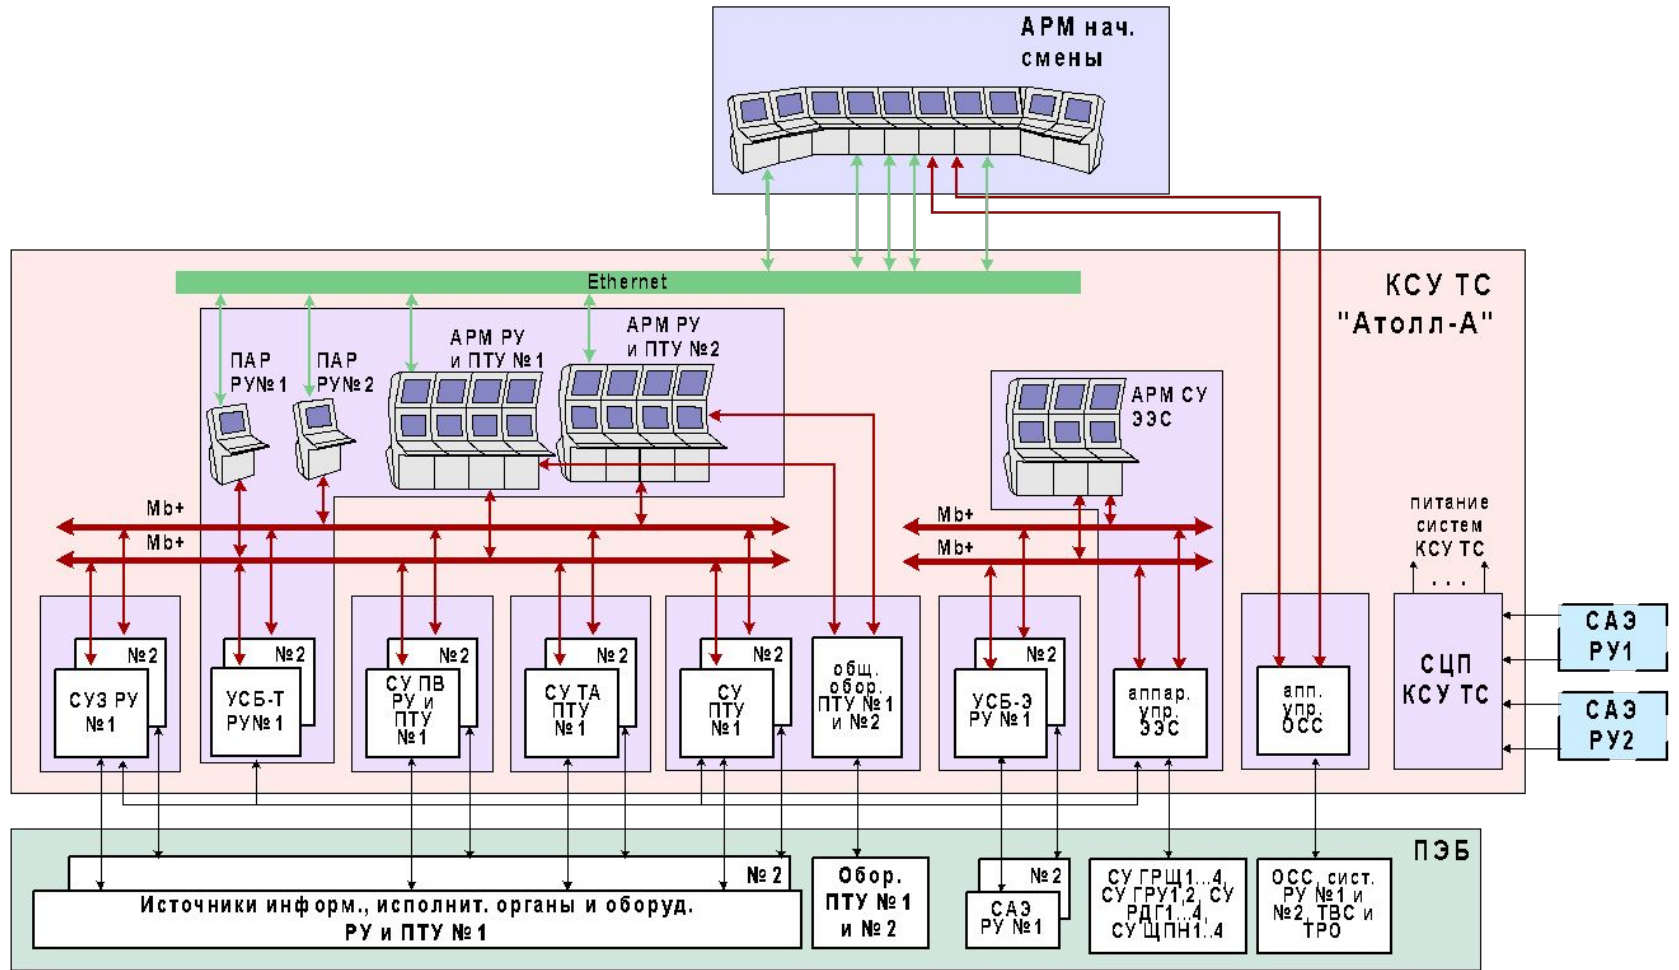 АРМ нач.
смены
Ethernet
КСУ ТС
"Атолл-А"
ПАР
РУ№1
ПАР
РУ№2
АРМ РУ
и ПТУ №1
АРМ РУ
и ПТУ №2
АРМ СУ
ЭЭС
Mb+
Mb+
Mb+
Mb+
питание
систем
КСУ ТС
. . .
№2
СУЗ РУ
№1
№2
УСБ-Т
РУ№1
№2
СУ ПВ
РУ и
ПТУ
№1
№2
СУ ТА
ПТУ
№1
№2
СУ
ПТУ
№1
общ.
обор.
ПТУ №1
и №2
№2
УСБ-Э
РУ №1
аппар.
упр.
ЭЭС
апп.
упр.
ОСС
СЦП
КСУ ТС
САЭ
РУ1
САЭ
РУ2
ПЭБ
№2
Источники информ., исполнит. органы и оборуд.
РУ и ПТУ №1
Обор.
ПТУ №1
и №2
№2
САЭ
РУ №1
СУ ГРЩ1...4,
СУ ГРУ1,2, СУ
РДГ1...4,
СУ ЩПН1..4
ОСС, сист.
РУ №1 и
№2, ТВС и
ТРО